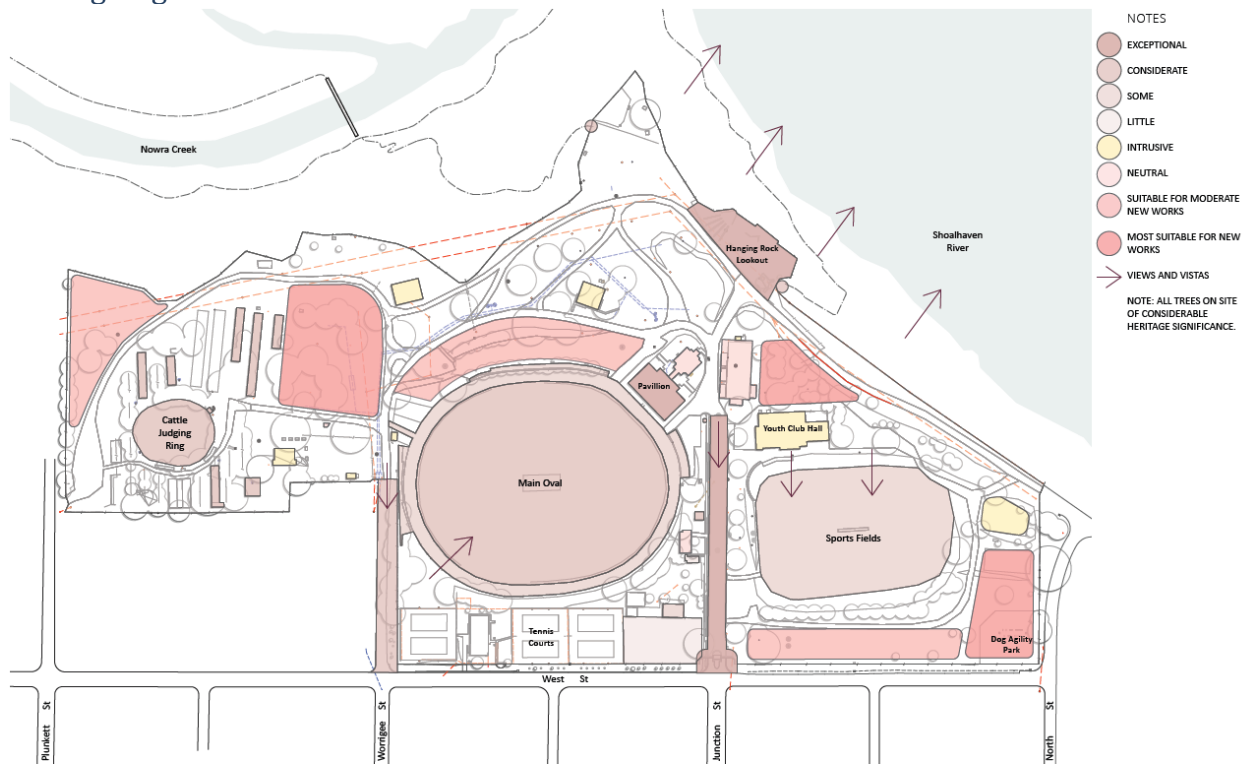 NOTES
EXCEPTIONAL
CONSIDERATE
SOME
LITTLE
INTRUSIVE
NEUTRAL
SUITABLE FOR MODERATE
NEW WORKS
MOST SUITABLE FOR NEW
WORKS
VIEWS AND VISTAS
NOTE: ALL TREES ON SITE
OF CONSIDERABLE
HERITAGE SIGNIFICANCE.
Nowra Creek
Shoalhaven
River
Hanging Rock
Lookout
Pavillion
Cattle
Judging
Ring
Youth Club Hall
Main Oval
Sports Fields
Tennis
Courts
Dog Agility
Park
West St
Plunkett St
Worrigee St
Junction St
North St